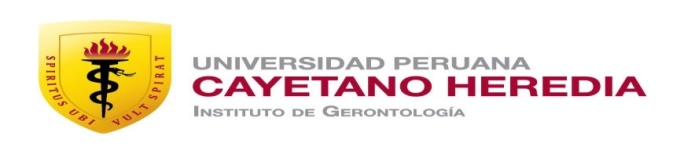 SPIRITUS UBI VULT SPIRAT
UNIVERSIDAD PERUANA
CAYETANO HEREDIA
INSTITUTO DE GERONTOLOGÍA